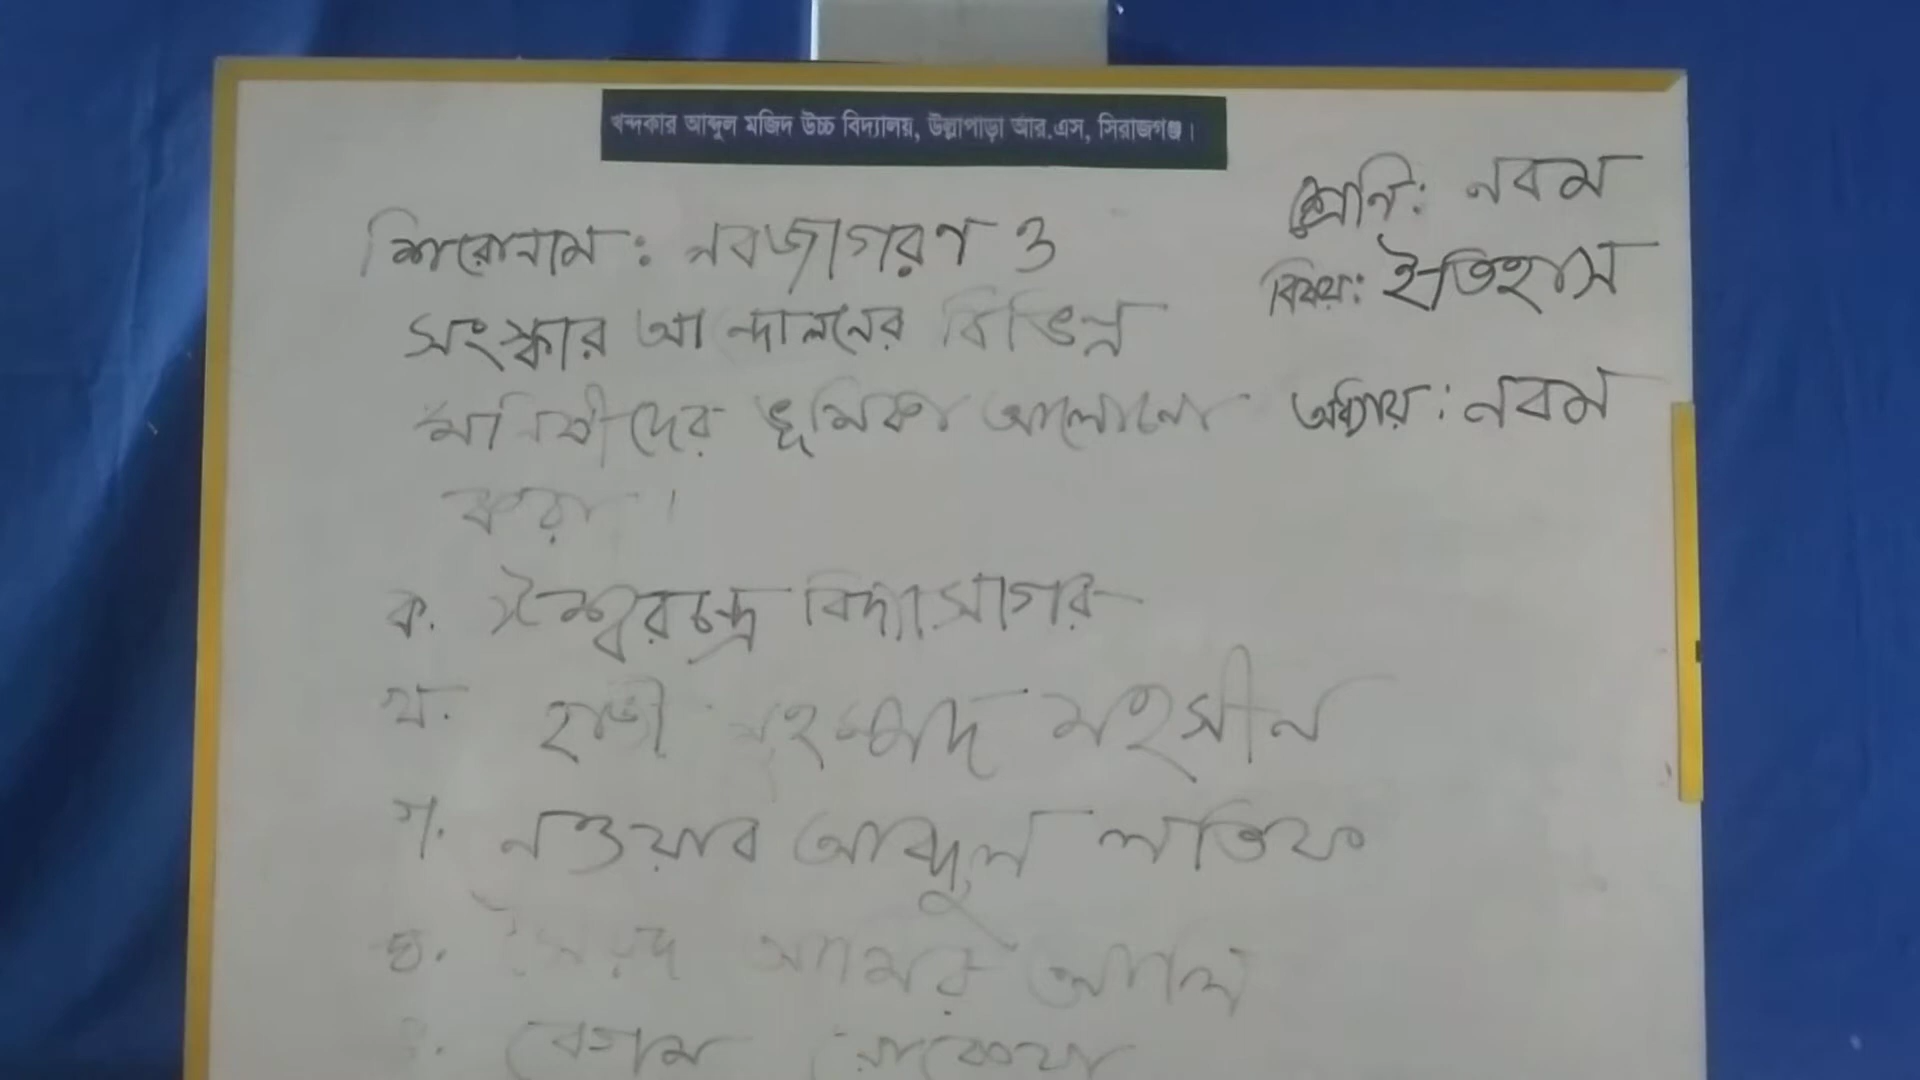 খন্দকার আব্দুল মজিদ উচ্চ বিদ্যালয়, উল্লাপাড়া আর.এস, সিরাজগঞ্জ।
শ্রেণি: নবম
বিষয়: ইতিহাস
অধ্যায়: নবম
শিরোনাম: নবজাগরণ ও
সংস্কার আন্দোলনের বিভিন্ন
মনিষীদের ভূমিকা আলোচনা
করা।
ক. ঈশ্বরচন্দ্র বিদ্যাসাগর
খ. হাজী মুহম্মদ মহসীন
গ. নওয়াব আব্দুল লতিফ
ঘ. সৈয়দ আমির আলি
ঙ. বেগম রোকেয়া